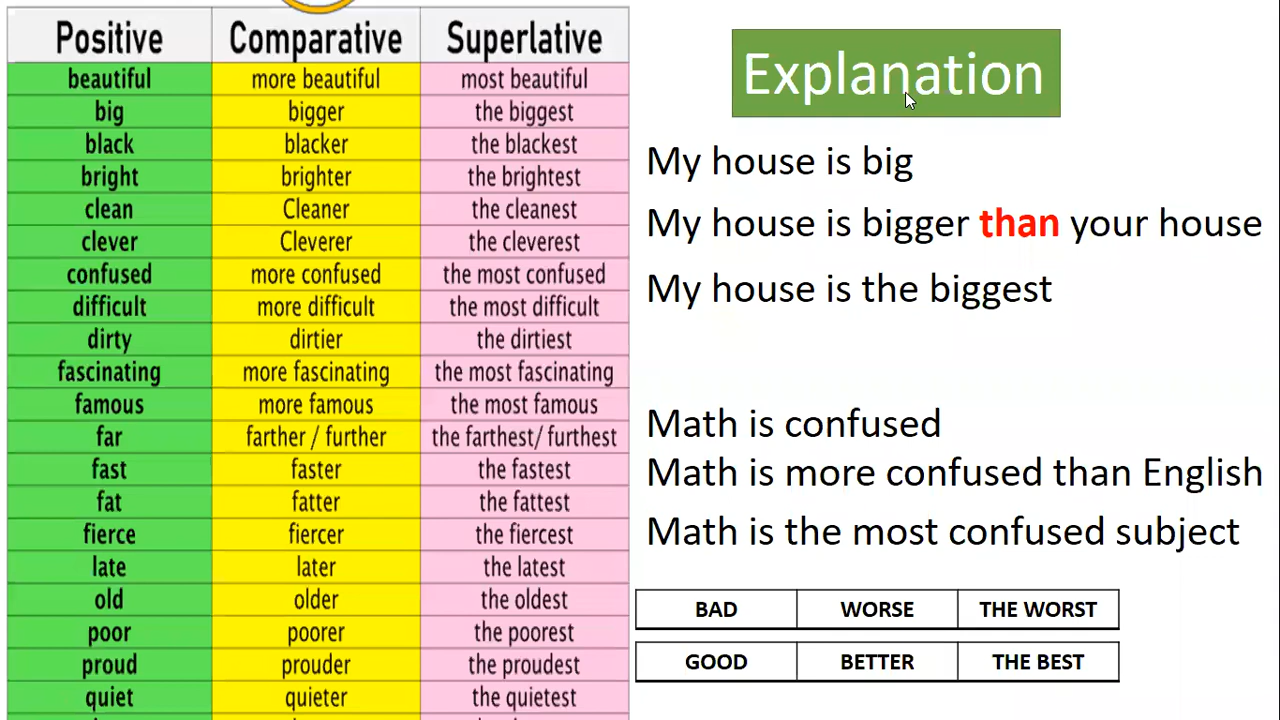 Positive Comparative Superlative
beautiful more beautiful most beautiful
big bigger the biggest
black blacker the blackest
bright brighter the brightest
clean Cleaner the cleanest
clever Cleverer the cleverest
confused more confused the most confused
difficult more difficult the most difficult
dirty dirtier the dirtiest
fascinating more fascinating the most fascinating
famous more famous the most famous
far farther / further the farthest/ furthest
fast faster the fastest
fat fatter the fattest
fierce fiercer the fiercest
late later the latest
old older the oldest
poor poorer the poorest
proud prouder the proudest
quiet quieter the quietest
Explanation
My house is big
My house is bigger than your house
My house is the biggest
Math is confused
Math is more confused than English
Math is the most confused subject
BAD WORSE THE WORST
GOOD BETTER THE BEST